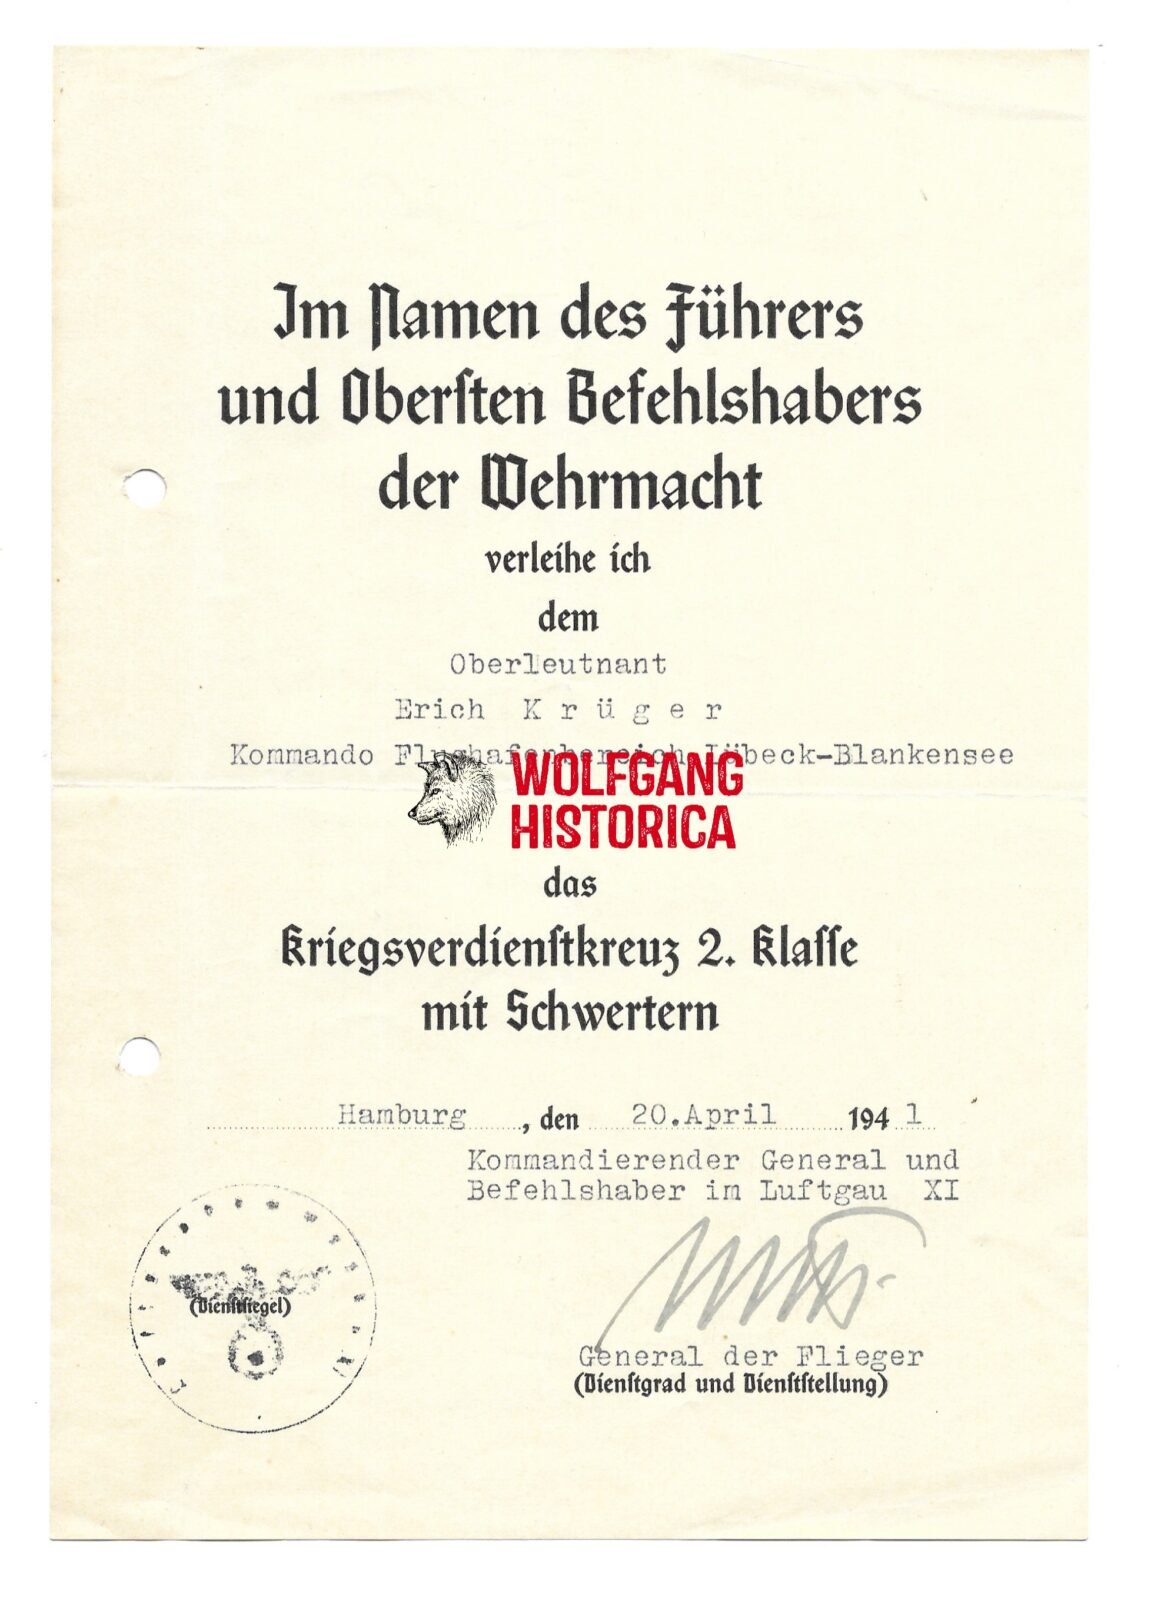 Im Namen des Führers
und Obersten Befehlshabers
der Wehrmacht
verleihe ich
dem
Oberleutnant
Erich K r ü g e r
Kommando Flughafenbereich Lübeck-Blankensee
WOLFGANG
HISTORICA
das
Kriegsverdienstkreuz 2. Klasse
mit Schwertern
Hamburg, den 20.April 1941
Kommandierender General und
Befehlshaber im Luftgau XI
(Dienstsiegel)
General der Flieger
(Dienstgrad und Dienststellung)